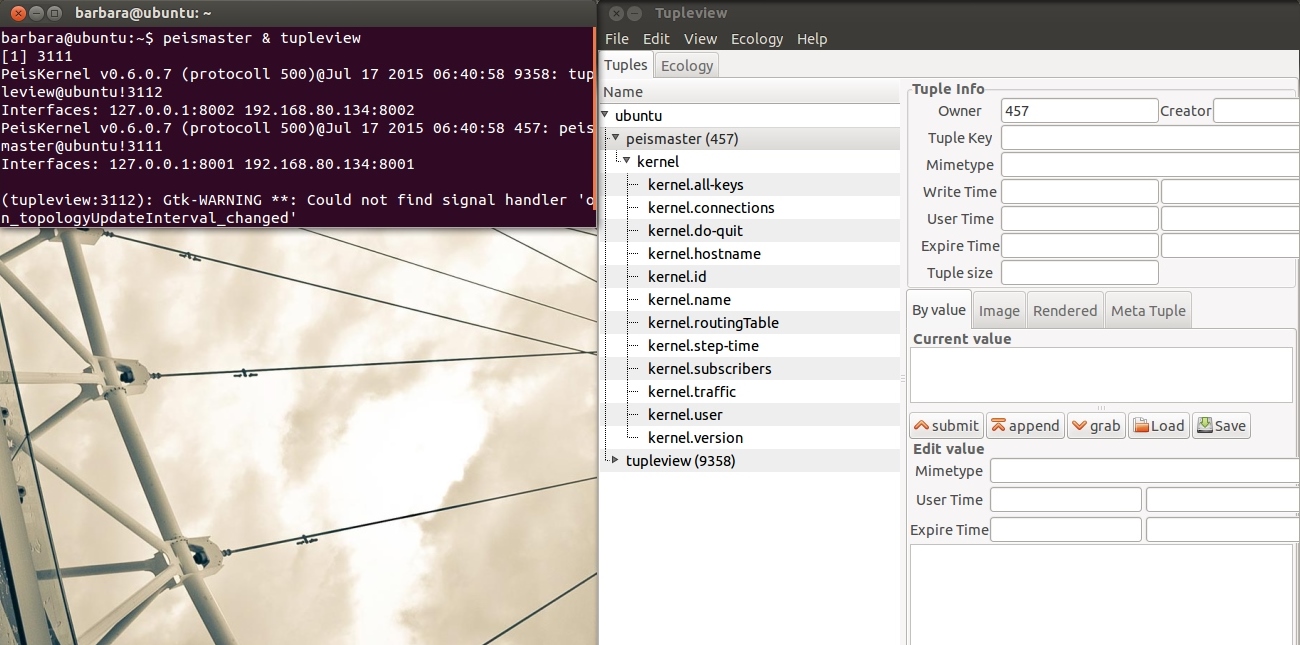 barbara@ubuntu: ~
barbara@ubuntu:~$ peismaster & tupleview
[1] 3111
PeisKernel v0.6.0.7 (protocoll 500)@Jul 17 2015 06:40:58 9358: tup
leview@ubuntu!3112
Interfaces: 127.0.0.1:8002 192.168.80.134:8002
PeisKernel v0.6.0.7 (protocoll 500)@Jul 17 2015 06:40:58 457: peis
master@ubuntu!3111
Interfaces: 127.0.0.1:8001 192.168.80.134:8001
(tupleview:3112): Gtk-WARNING **: Could not find signal handler 'o
n_topologyUpdateInterval_changed'
Tupleview
File Edit View Ecology Help
Tuples Ecology
Name
ubuntu
peismaster (457)
kernel
kernel.all-keys
kernel.connections
kernel.do-quit
kernel.hostname
kernel.id
kernel.name
kernel.routingTable
kernel.step-time
kernel.subscribers
kernel.traffic
kernel.user
kernel.version
tupleview (9358)
Tuple Info
Owner 457 Creator
Tuple Key
Mimetype
Write Time
User Time
Expire Time
Tuple size
By value Image Rendered Meta Tuple
Current value
submit append grab Load Save
Edit value
Mimetype
User Time
Expire Time